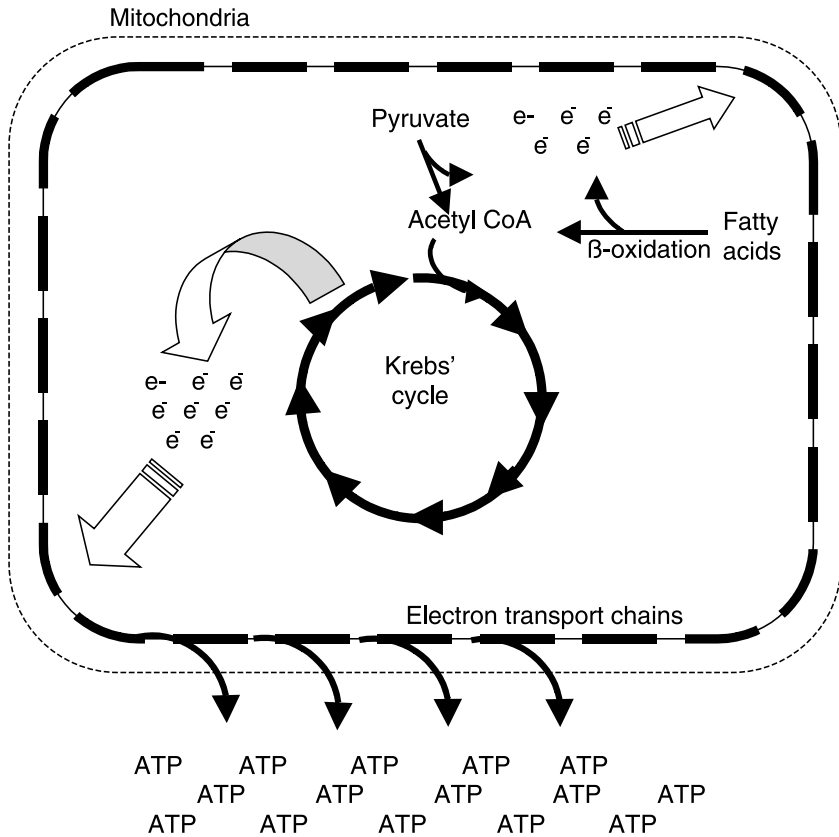 Mitochondria
Pyruvate
e- e⁻ e⁻
e⁻ e⁻
Acetyl CoA
Fatty
acids
ß-oxidation
Krebs'
cycle
e- e⁻ e⁻
e⁻ e⁻ e⁻
e⁻ e⁻
Electron transport chains
ATP ATP ATP ATP ATP
ATP ATP ATP ATP ATP
ATP ATP ATP ATP ATP